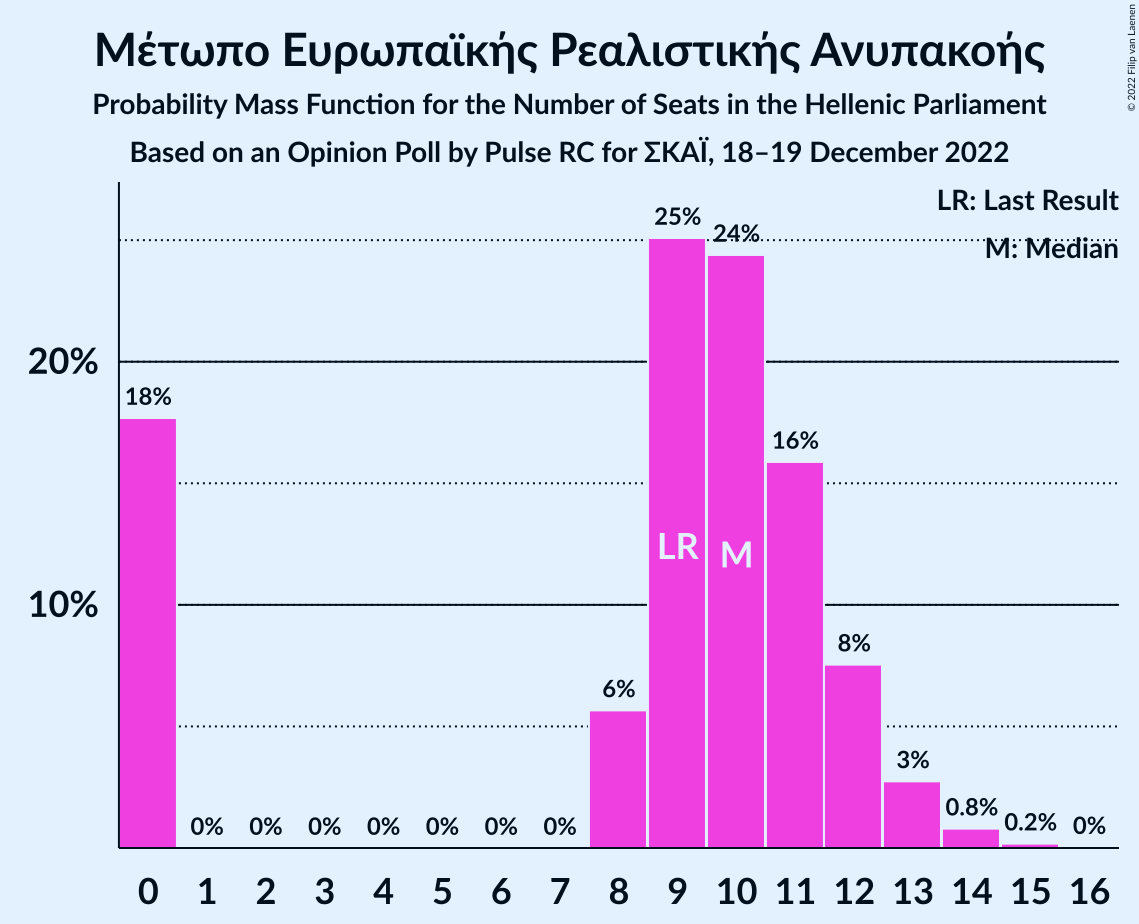 Μέτωπο Ευρωπαϊκής Ρεαλιστικής Ανυπακοής
Probability Mass Function for the Number of Seats in the Hellenic Parliament
Based on an Opinion Poll by Pulse RC for ΣΚΑΪ, 18–19 December 2022
© 2022 Filip van Laenen
LR: Last Result
M: Median
20%
10%
18%
0%
0%
0%
0%
0%
0%
0%
6%
25%
24%
16%
8%
3%
0.8%
0.2%
0%
LR
M
0 1 2 3 4 5 6 7 8 9 10 11 12 13 14 15 16